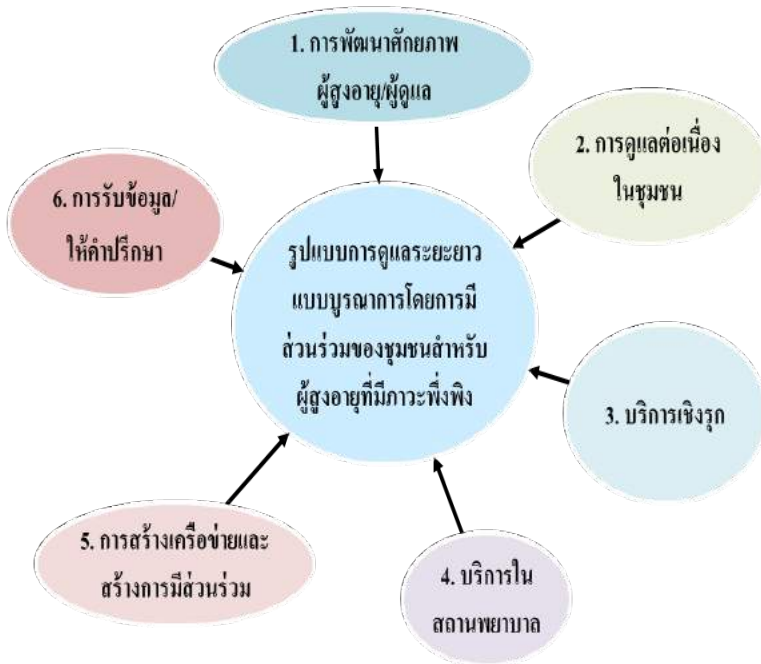 1. การพัฒนาศักยภาพ
ผู้สูงอายุ/ผู้ดูแล
2. การดูแลต่อเนื่อง
ในชุมชน
3. บริการเชิงรุก
4. บริการใน
สถานพยาบาล
5. การสร้างเครือข่ายและ
สร้างการมีส่วนร่วม
6. การรับข้อมูล/
ให้คำปรึกษา
รูปแบบการดูแลระยะยาว
แบบบูรณาการโดยการมี
ส่วนร่วมของชุมชนสำหรับ
ผู้สูงอายุที่มีภาวะพึ่งพิง